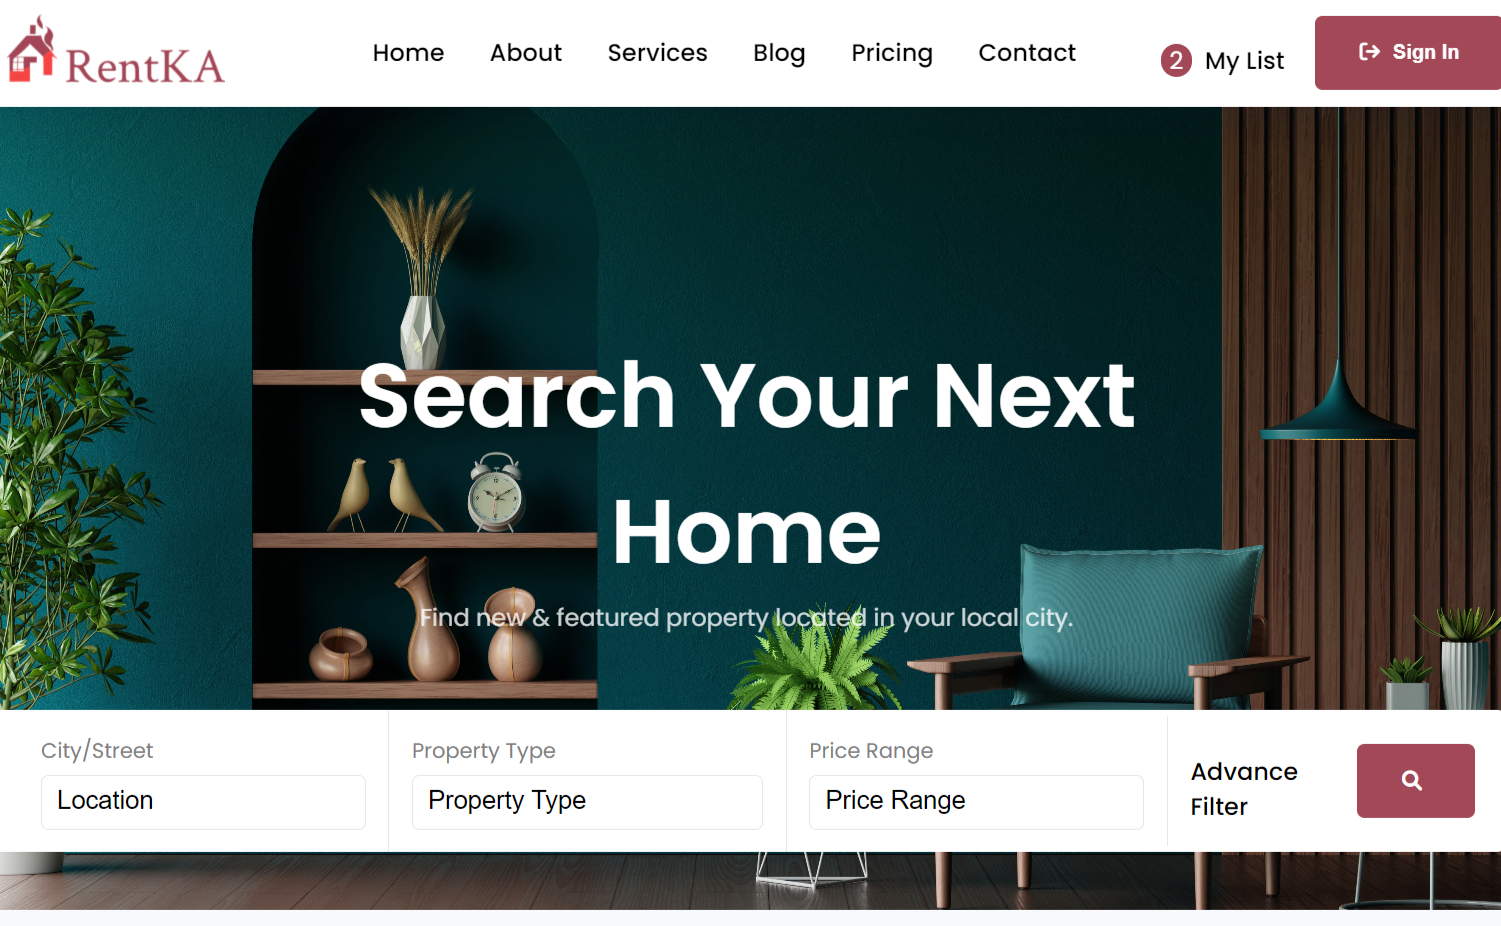 RentKA
Home About Services Blog Pricing Contact
2 My List
Sign In
Search Your Next
Home
Find new & featured property located in your local city.
City/Street
Location
Property Type
Property Type
Price Range
Price Range
Advance
Filter